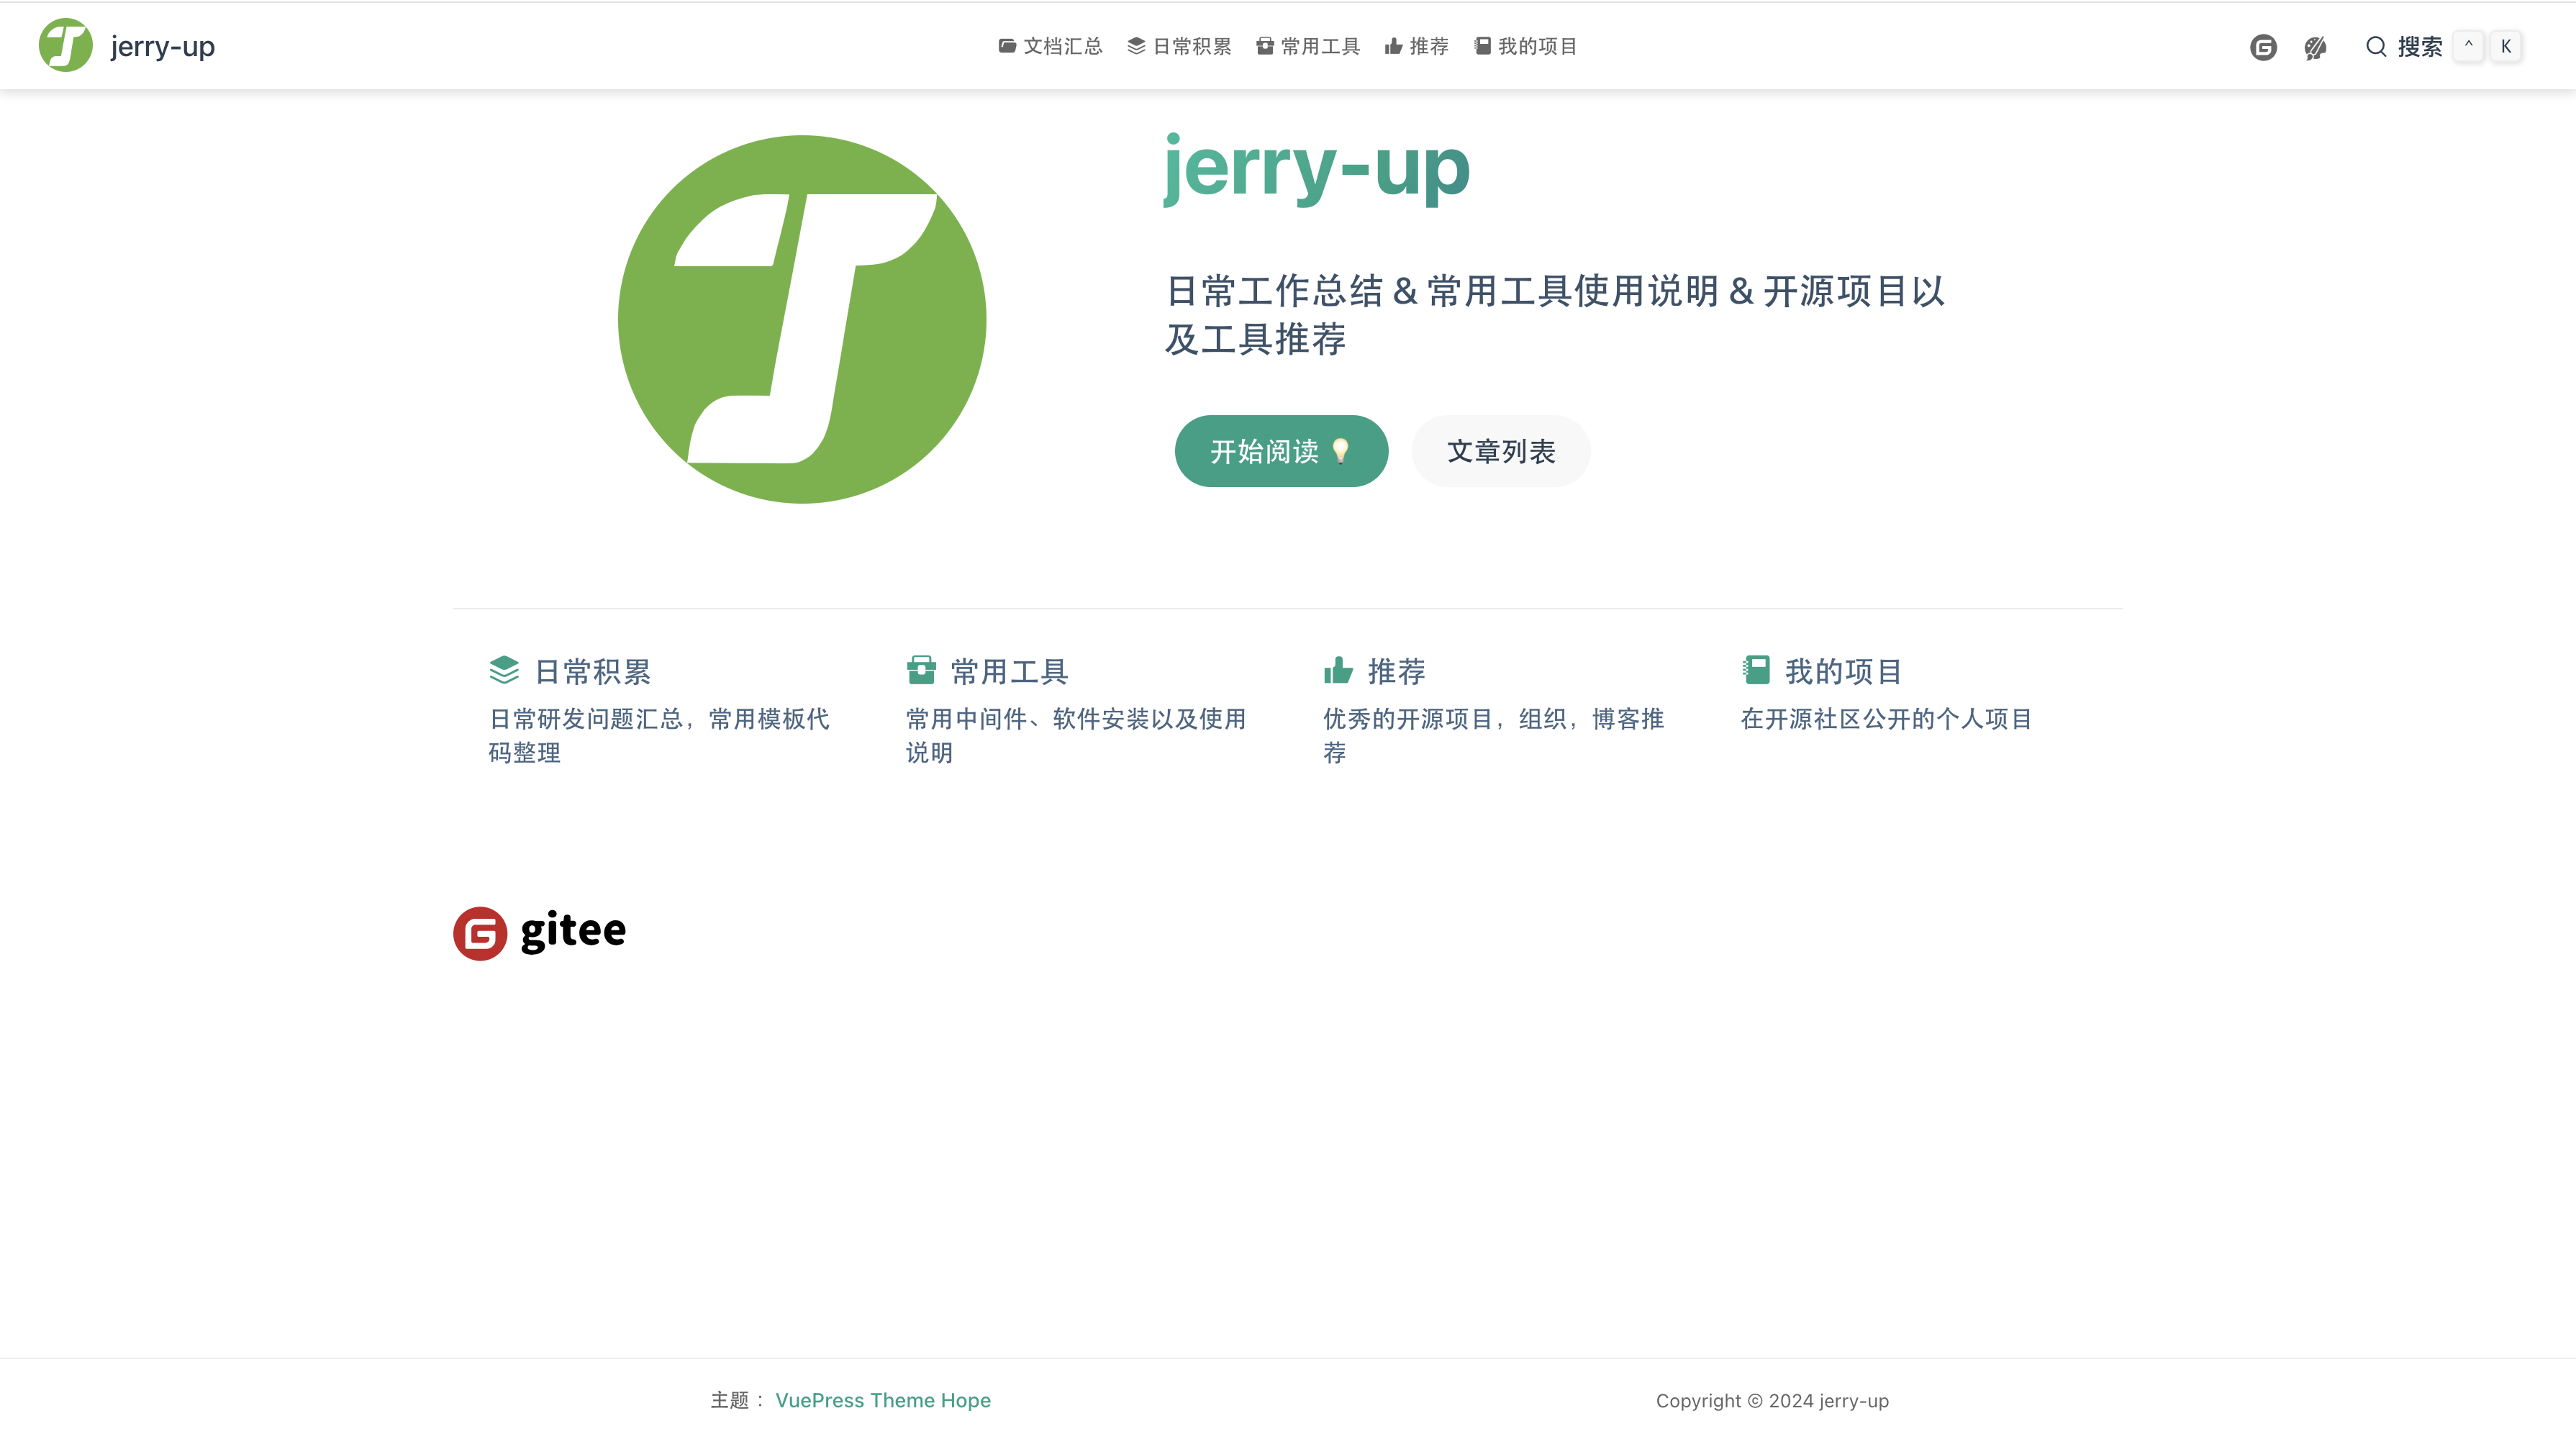 jerry-up
文档汇总 日常积累 常用工具 推荐 我的项目
搜索 ^ K
jerry-up
日常工作总结 & 常用工具使用说明 & 开源项目以
及工具推荐
开始阅读💡 文章列表
日常积累
日常研发问题汇总，常用模板代
码整理
常用工具
常用中间件、软件安装以及使用
说明
推荐
优秀的开源项目，组织，博客推
荐
我的项目
在开源社区公开的个人项目
gitee
主题： VuePress Theme Hope
Copyright © 2024 jerry-up